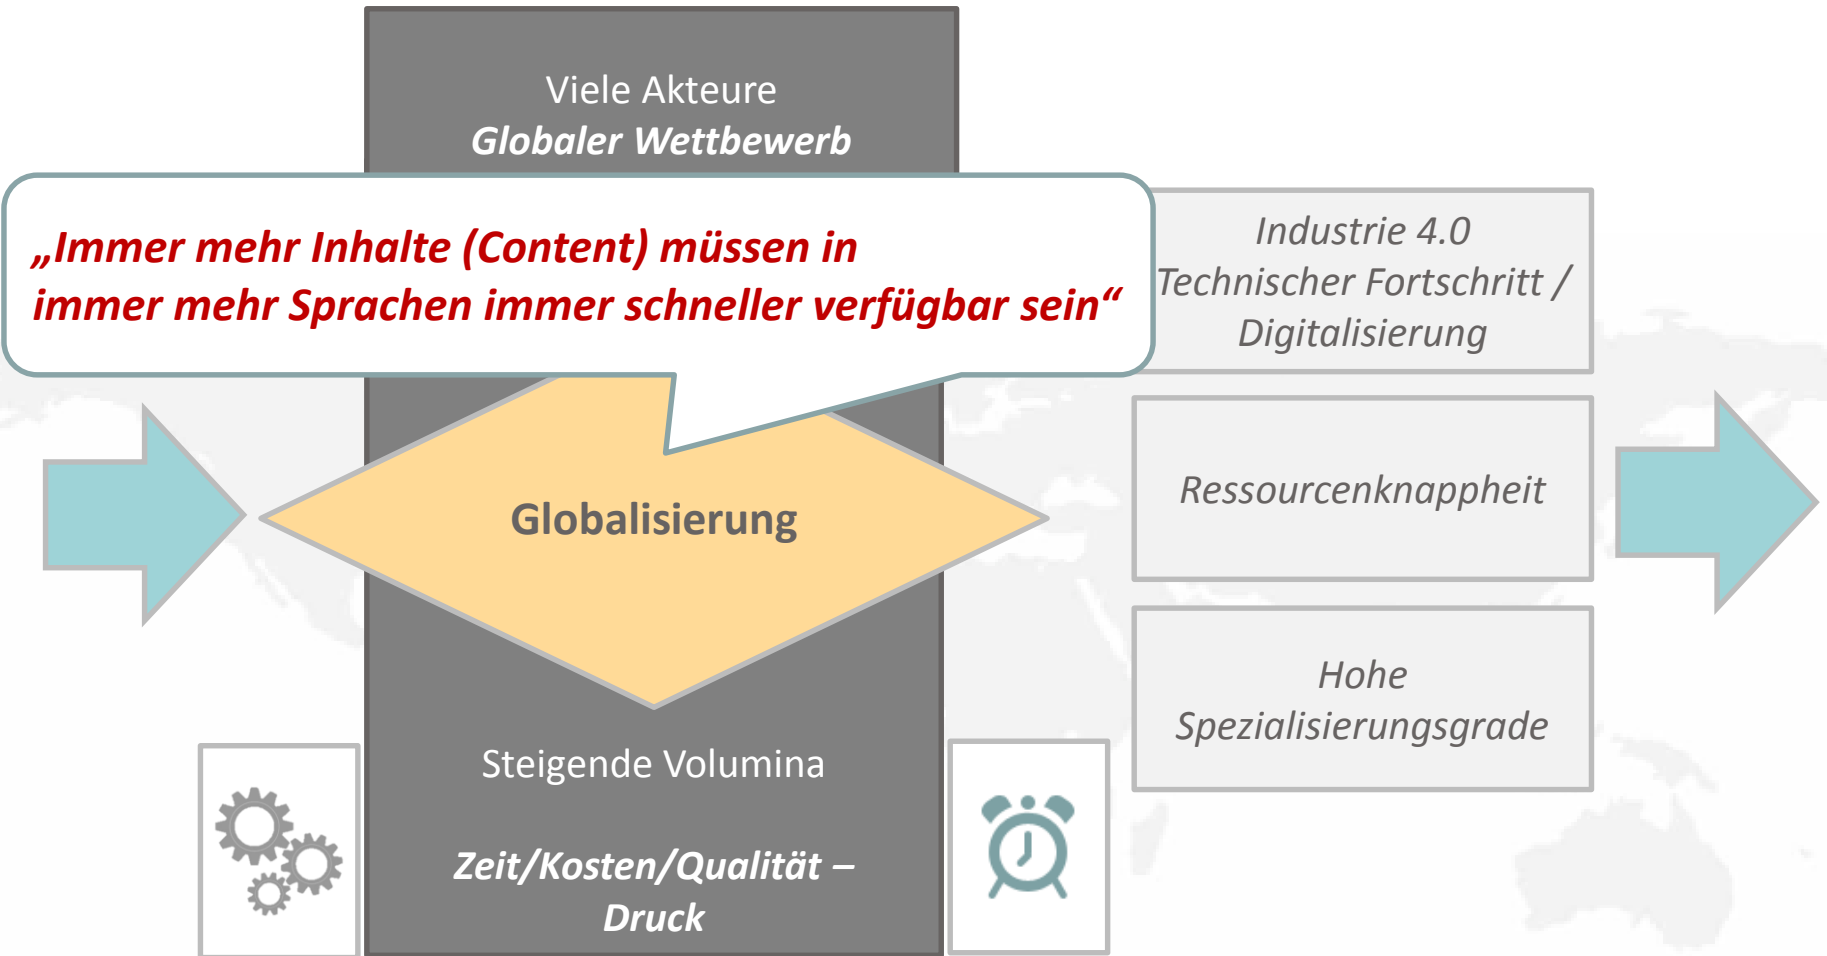 Viele Akteure
Globaler Wettbewerb
„Immer mehr Inhalte (Content) müssen in
immer mehr Sprachen immer schneller verfügbar sein“
Industrie 4.0
Technischer Fortschritt /
Digitalisierung
Globalisierung
Ressourcenknappheit
Hohe
Spezialisierungsgrade
Steigende Volumina
Zeit/Kosten/Qualität –
Druck